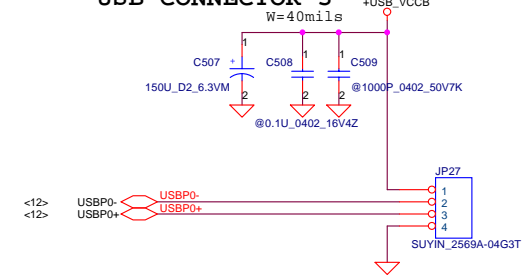 USB CONNECTOR 3
+USB_VCCB
W=40mils
1
1
1
C507
+
C508
C509
150U_D2_6.3VM
@1000P_0402_50V7K
2
2
2
@0.1U_0402_16V4Z
JP27
<12> USBP0- USBP0- 1
2
<12> USBP0+ USBP0+ 3
4
SUYIN_2569A-04G3T